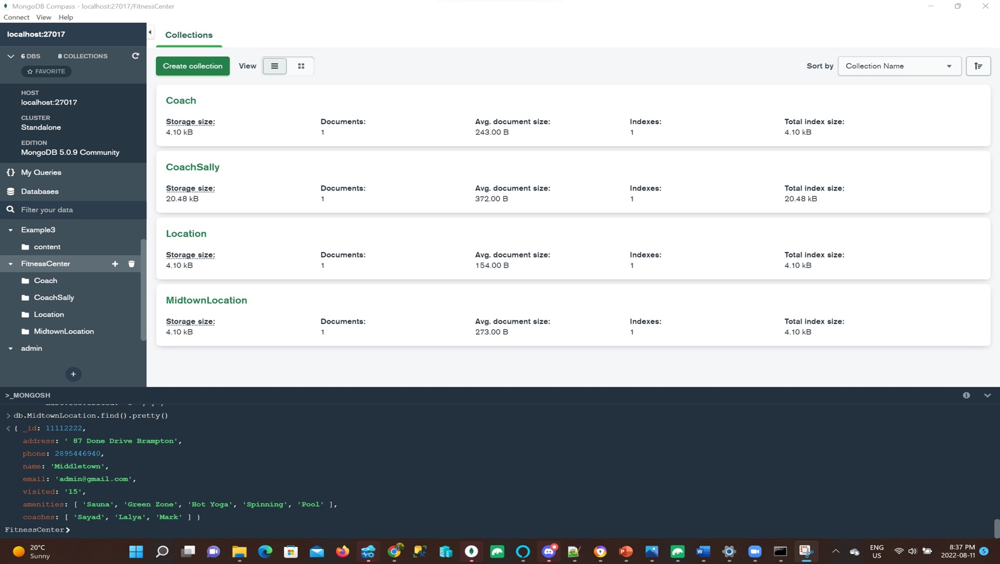 MongoDB Compass - localhost:27017/FitnessCenter
Connect View Help
localhost:27017
6 DBS 8 COLLECTIONS
FAVORITE
HOST
localhost:27017
CLUSTER
Standalone
EDITION
MongoDB 5.0.9 Community
{} My Queries
Databases
Filter your data
Example3
content
FitnessCenter
Coach
CoachSally
Location
MidtownLocation
admin
Collections
Create collection View Sort by Collection Name
Coach
Storage size: Documents: Avg. document size: Indexes: Total index size:
4.10 kB 1 243.00 B 1 4.10 kB
CoachSally
Storage size: Documents: Avg. document size: Indexes: Total index size:
20.48 kB 1 372.00 B 1 20.48 kB
Location
Storage size: Documents: Avg. document size: Indexes: Total index size:
4.10 kB 1 154.00 B 1 4.10 kB
MidtownLocation
Storage size: Documents: Avg. document size: Indexes: Total index size:
4.10 kB 1 273.00 B 1 4.10 kB
>_MONGOSH
> db.MidtownLocation.find().pretty()
< { _id: 11112222,
address: ' 87 Done Drive Brampton',
phone: 2895446940,
name: 'Middletown',
email: 'admin@gmail.com',
visited: '15',
amenities: [ 'Sauna', 'Green Zone', 'Hot Yoga', 'Spinning', 'Pool' ],
coaches: [ 'Sayad', 'Lalya', 'Mark' ] }
FitnessCenter>
20°C
Sunny
ENG
US
8:37 PM
2022-08-11
5